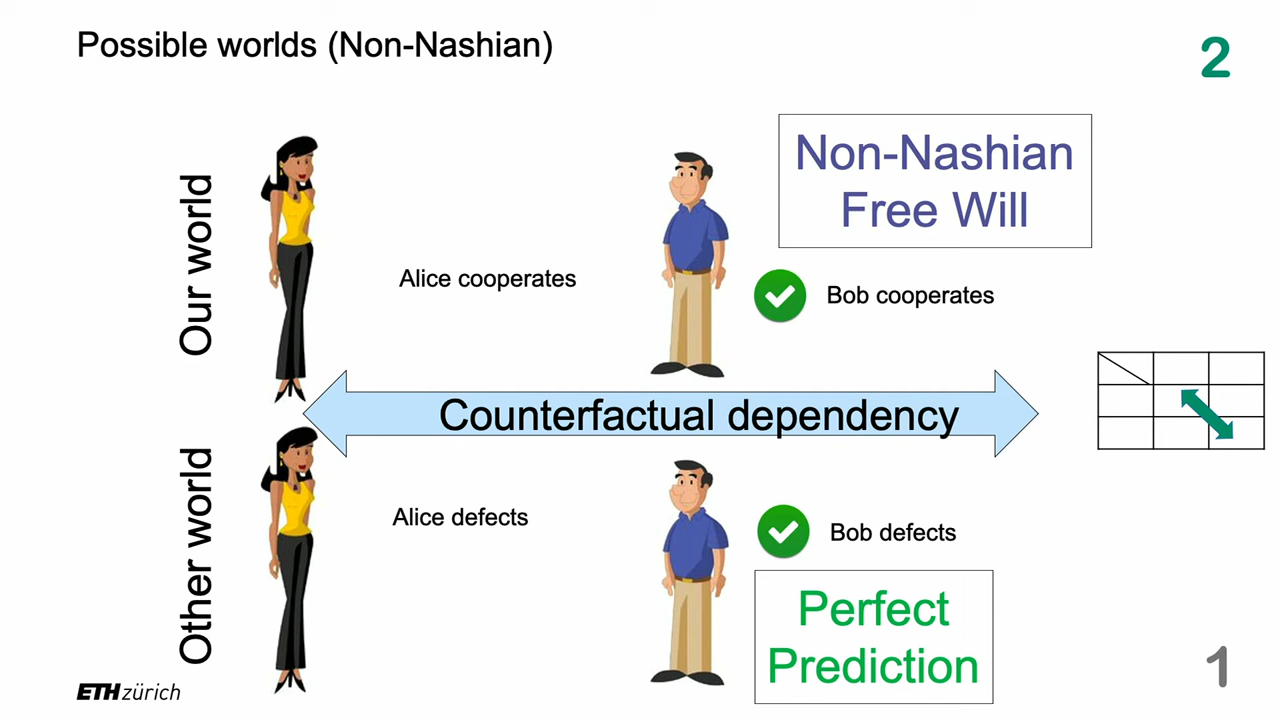 Possible worlds (Non-Nashian)
2
Non-Nashian
Free Will
Our world
Alice cooperates
Bob cooperates
Counterfactual dependency
Other world
Alice defects
Bob defects
Perfect
Prediction
ETH zürich
1